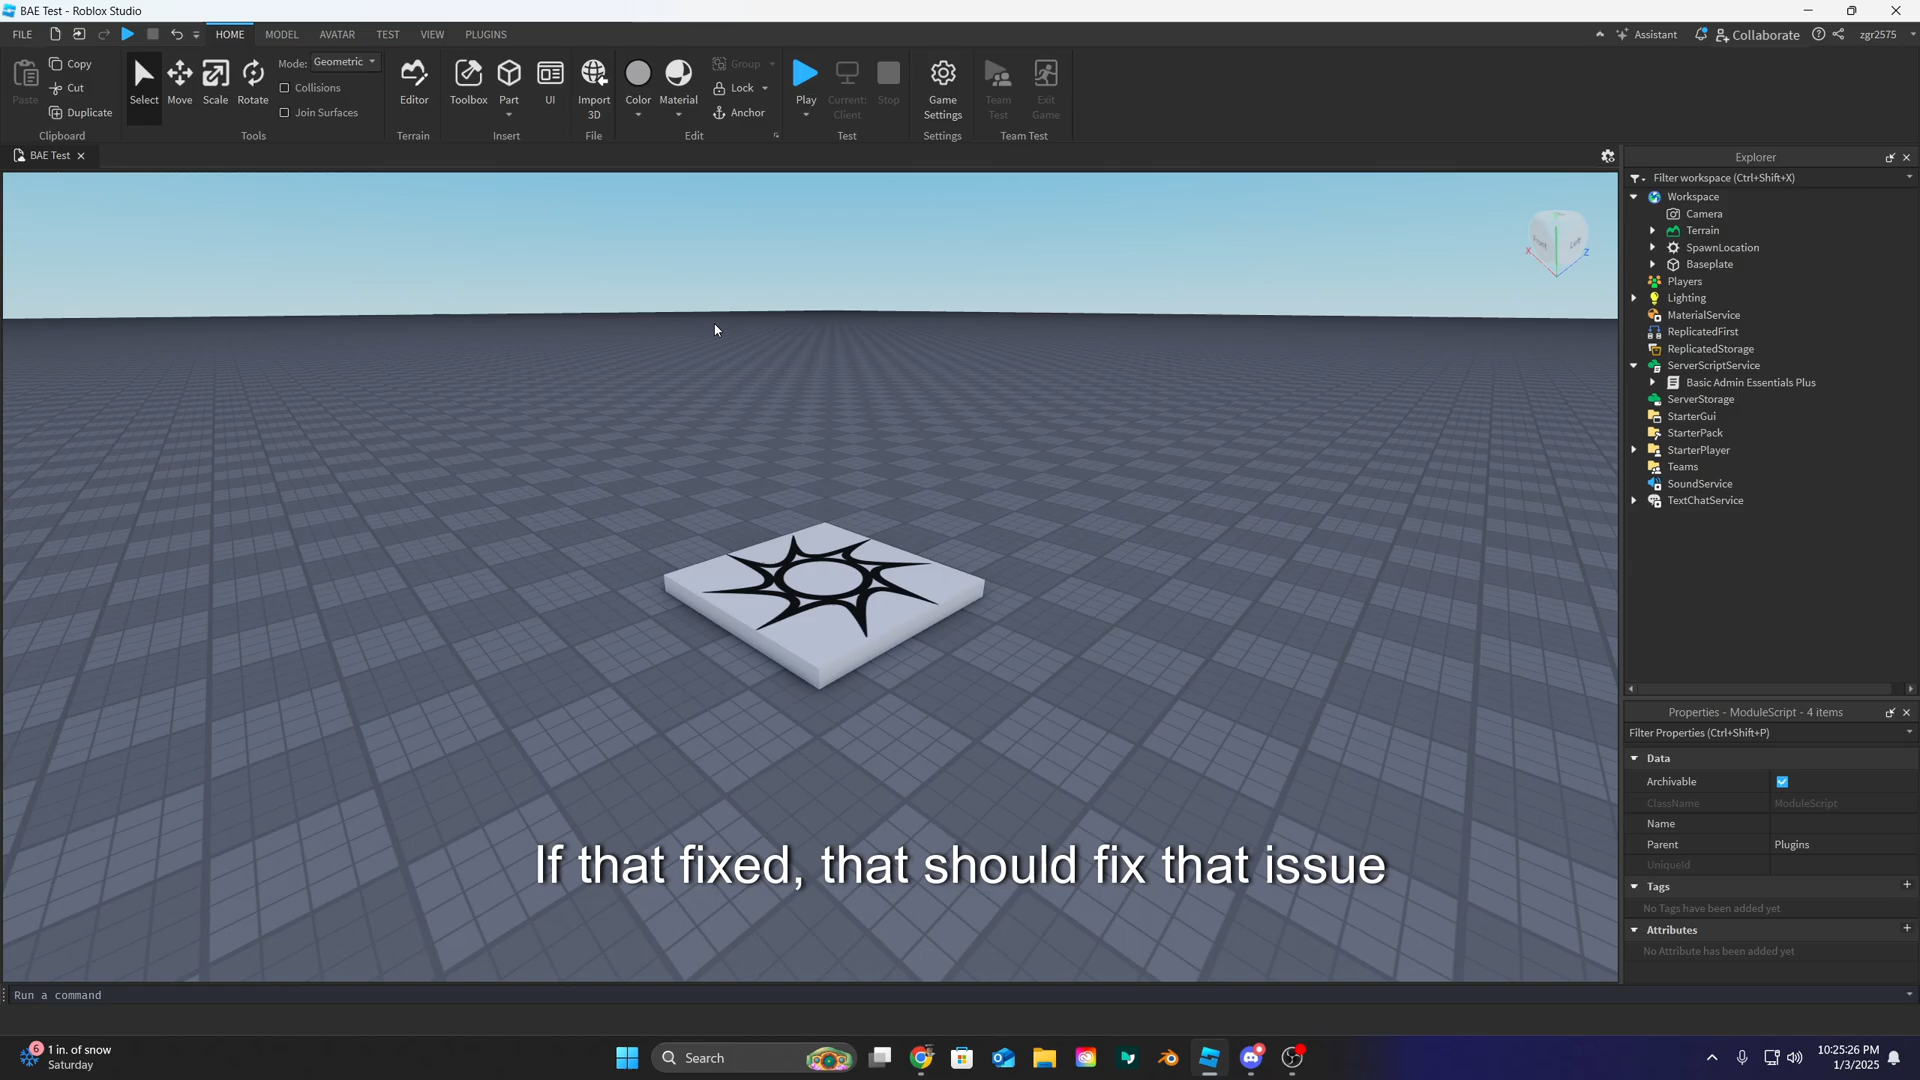 BAE Test - Roblox Studio
FILE HOME MODEL AVATAR TEST VIEW PLUGINS Assistant Collaborate zgr2575
Paste Copy Cut Duplicate Clipboard
Select Move Scale Rotate Mode: Geometric Collisions Join Surfaces Tools
Editor Terrain
Toolbox Part UI Insert
Import 3D File
Color Material Group Lock Anchor Edit
Play Current: Client Stop Test
Game Settings Settings
Team Test Exit Game Team Test
BAE Test
Explorer
Filter workspace (Ctrl+Shift+X)
Workspace
Camera
Terrain
SpawnLocation
Baseplate
Players
Lighting
MaterialService
ReplicatedFirst
ReplicatedStorage
ServerScriptService
Basic Admin Essentials Plus
ServerStorage
StarterGui
StarterPack
StarterPlayer
Teams
SoundService
TextChatService
Front Left
X Z
Properties - ModuleScript - 4 items
Filter Properties (Ctrl+Shift+P)
Data
Archivable
ClassName ModuleScript
Name
Parent Plugins
UniqueId
Tags
No Tags have been added yet
Attributes
No Attribute has been added yet
If that fixed, that should fix that issue
Run a command
6 1 in. of snow
Saturday
Search
10:25:26 PM
1/3/2025